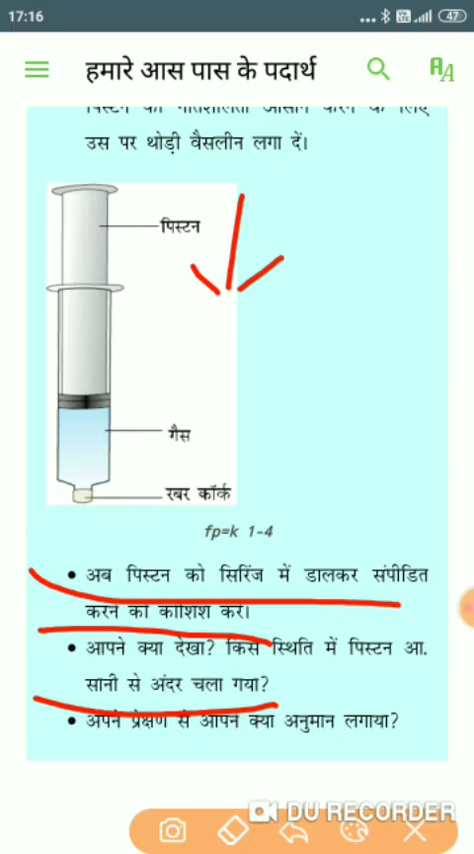 17:16
47
हमारे आस पास के पदार्थ
उस पर थोड़ी वैसलीन लगा दें।
पिस्टन
गैस
रबर कॉर्क
fp=k 1-4
• अब पिस्टन को सिरिंज में डालकर संपीडित
करने की कोशिश करें।
• आपने क्या देखा? किस स्थिति में पिस्टन आ.
सानी से अंदर चला गया?
• अपने प्रेक्षण से आपने क्या अनुमान लगाया?
DU RECORDER